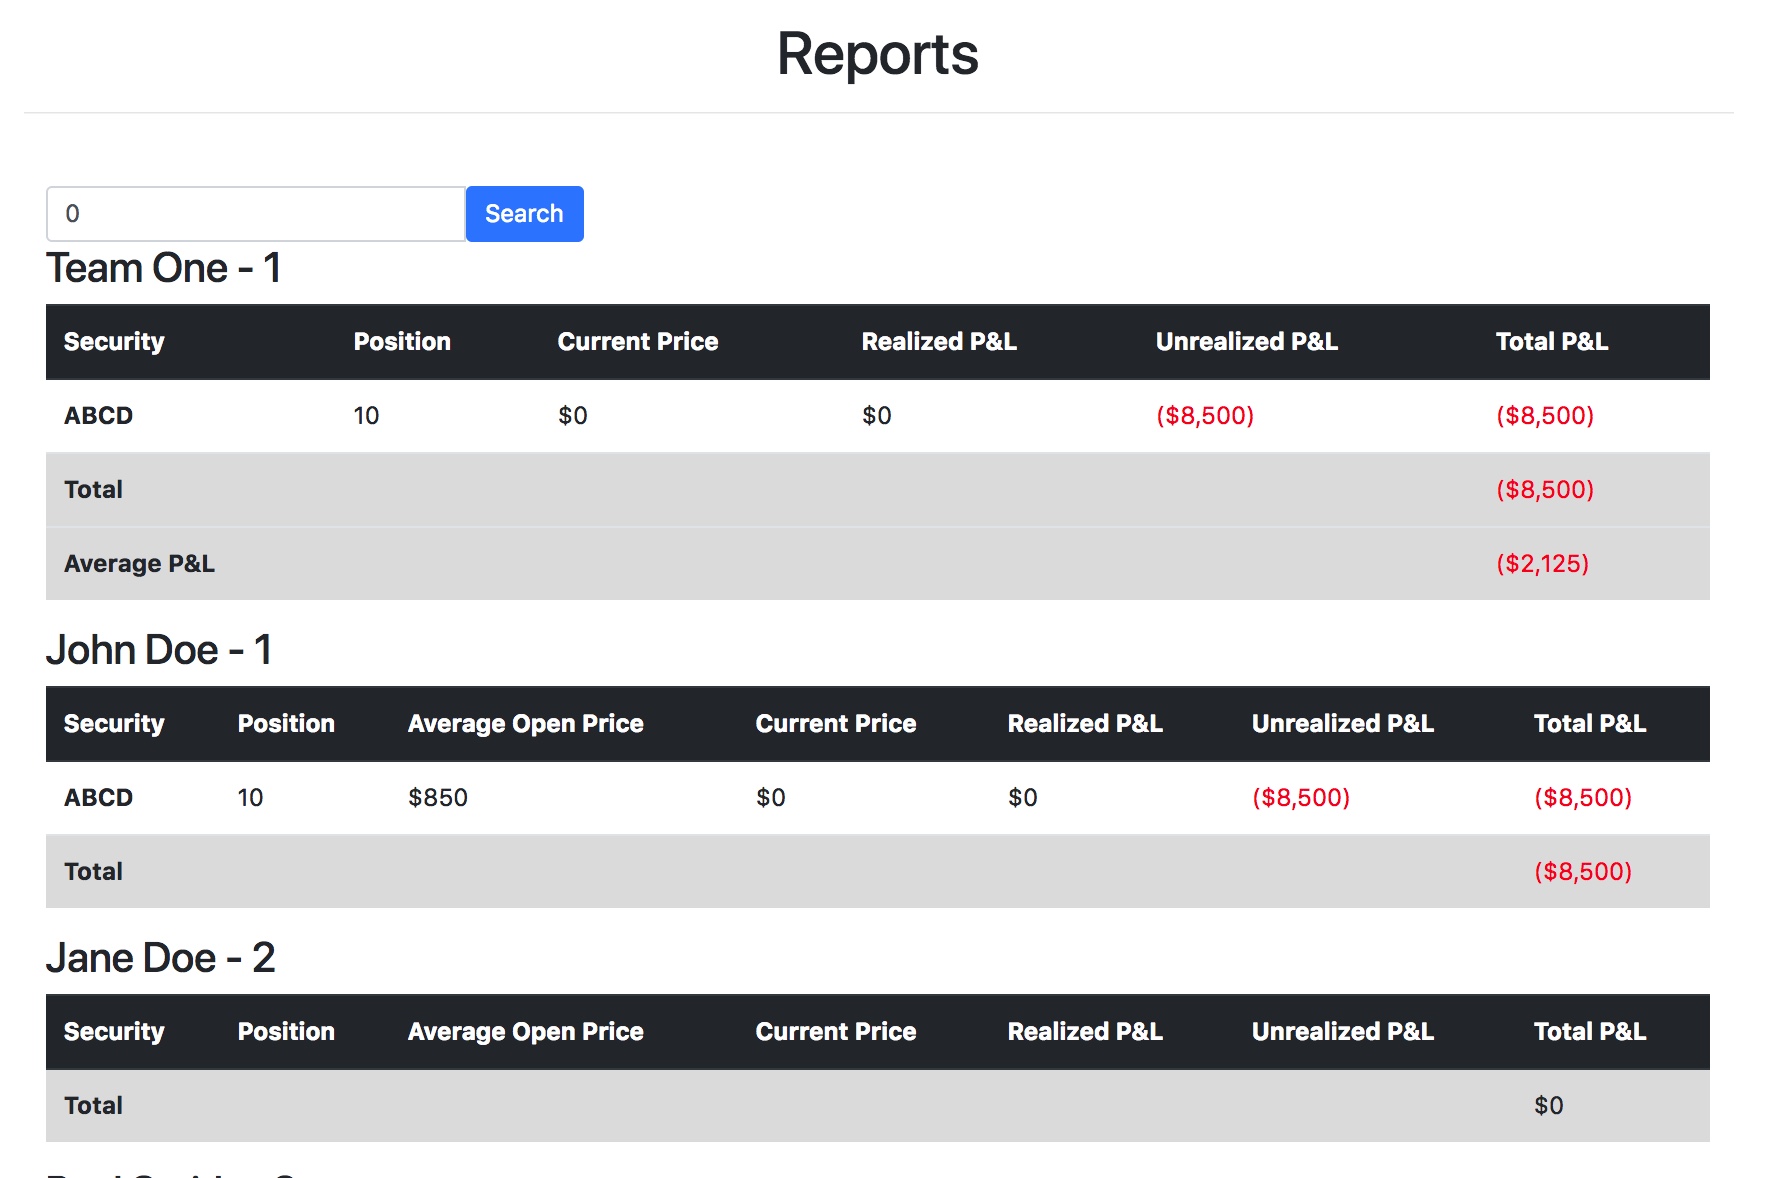 Reports
0 Search
Team One - 1
Security Position Current Price Realized P&L Unrealized P&L Total P&L
ABCD 10 $0 $0 ($8,500) ($8,500)
Total ($8,500)
Average P&L ($2,125)
John Doe - 1
Security Position Average Open Price Current Price Realized P&L Unrealized P&L Total P&L
ABCD 10 $850 $0 $0 ($8,500) ($8,500)
Total ($8,500)
Jane Doe - 2
Security Position Average Open Price Current Price Realized P&L Unrealized P&L Total P&L
Total $0